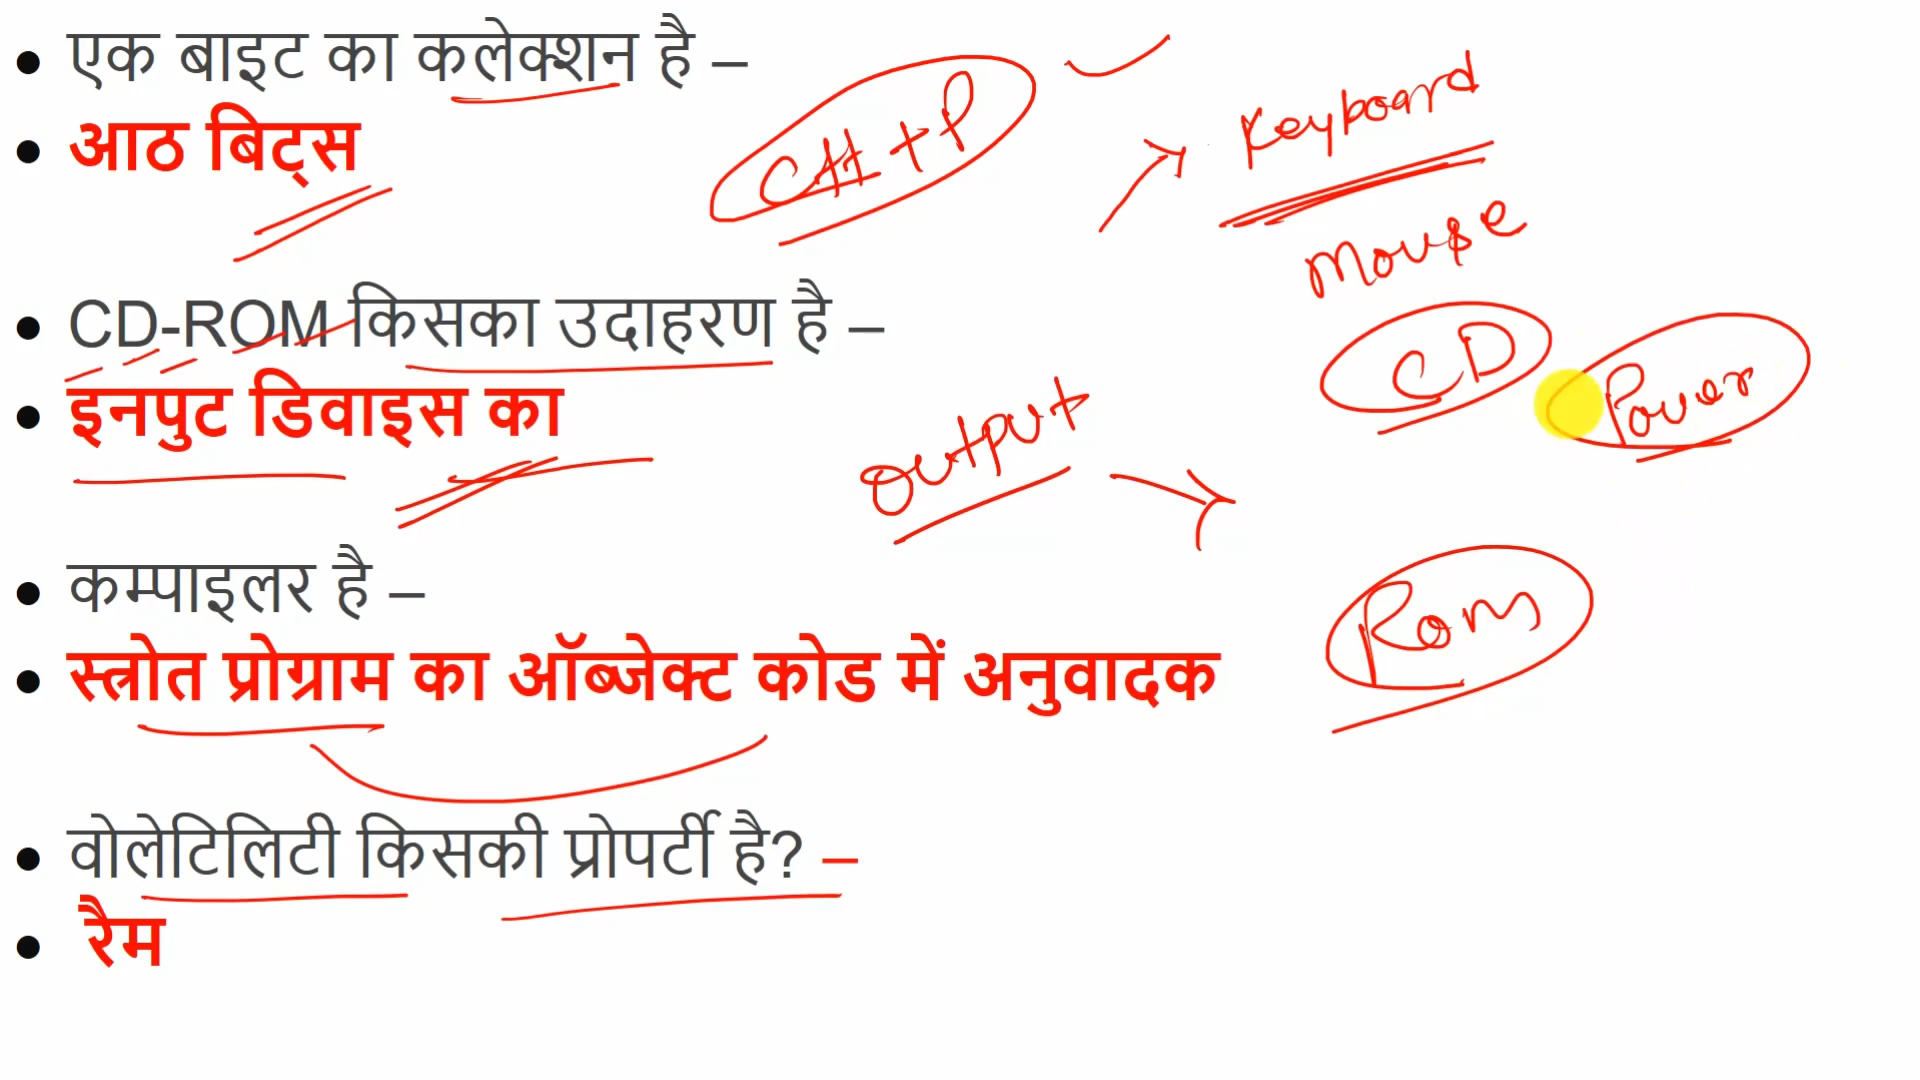 • एक बाइट का कलेक्शन है –
• आठ बिट्स
CH+P
Keyboard
Mouse
• CD-ROM किसका उदाहरण है –
• इनपुट डिवाइस का
CD
Power
output
• कम्पाइलर है –
• स्त्रोत प्रोग्राम का ऑब्जेक्ट कोड में अनुवादक
Rom
• वोलेटिलिटी किसकी प्रोपर्टी है? –
• रैम